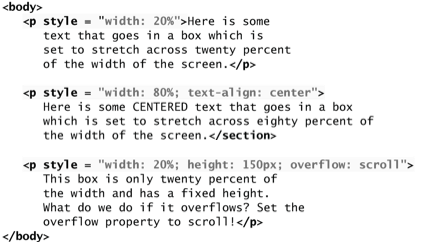 <body>
<p style = "width: 20%">Here is some
text that goes in a box which is
set to stretch across twenty percent
of the width of the screen.</p>
<p style = "width: 80%; text-align: center">
Here is some CENTERED text that goes in a box
which is set to stretch across eighty percent of
the width of the screen.</section>
<p style = "width: 20%; height: 150px; overflow: scroll">
This box is only twenty percent of
the width and has a fixed height.
What do we do if it overflows? Set the
overflow property to scroll!</p>
</body>